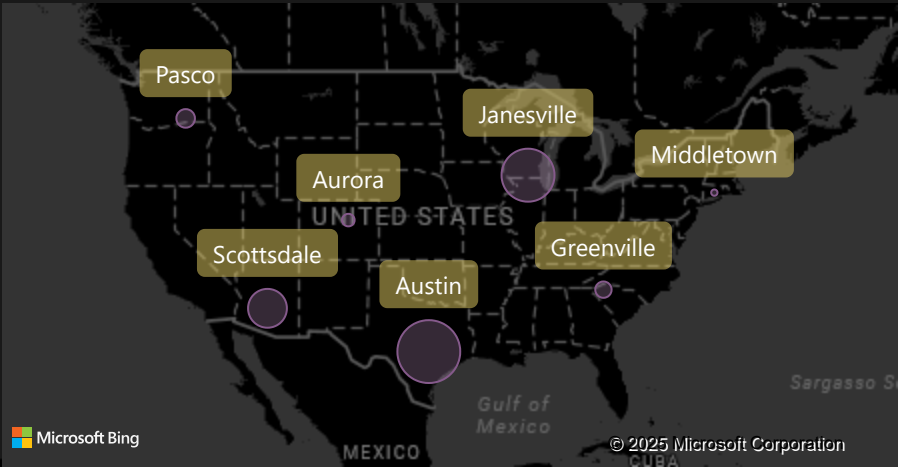 Pasco
Janesville
Middletown
Aurora
UNITED STATES
Scottsdale
Greenville
Austin
Sargasso S
Gulf of
Mexico
Microsoft Bing
© 2025 Microsoft Corporation
MEXICO
CUBA